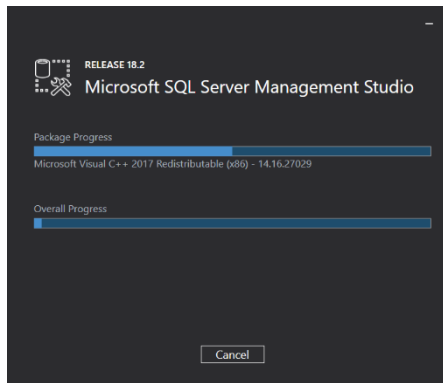 RELEASE 18.2
Microsoft SQL Server Management Studio
Package Progress
Microsoft Visual C++ 2017 Redistributable (x86) - 14.16.27029
Overall Progress
Cancel